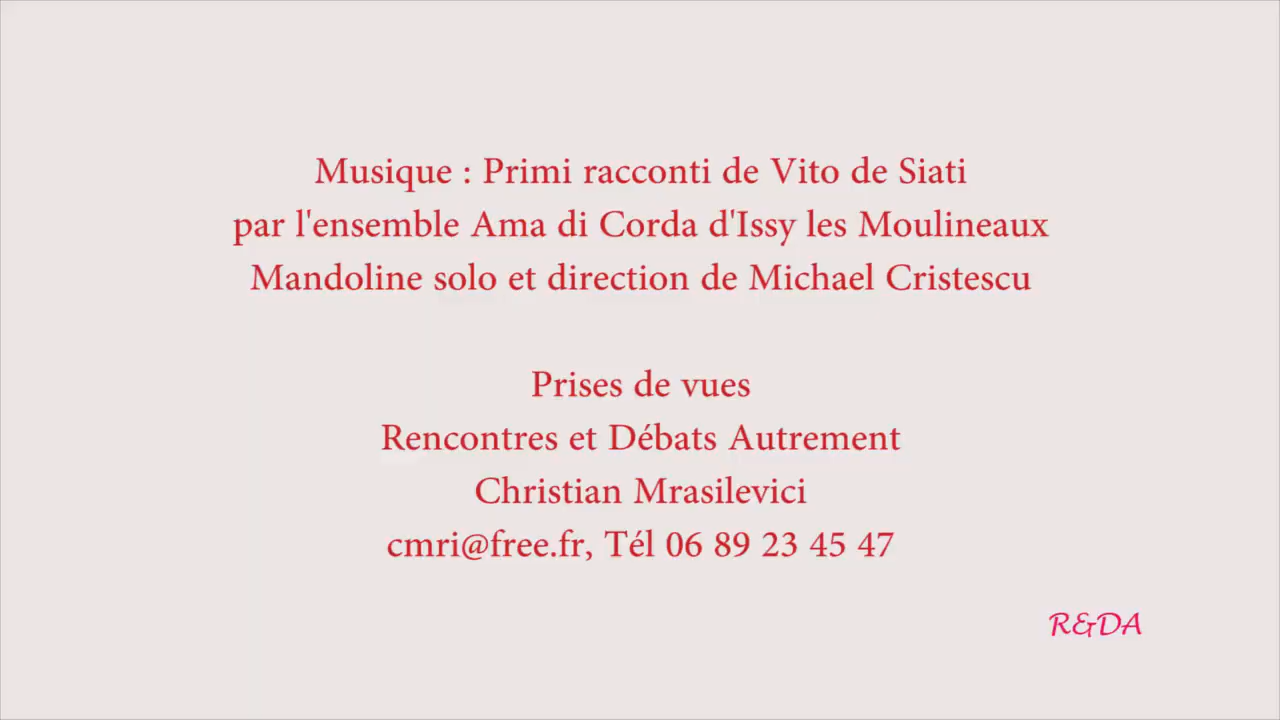 Musique : Primi racconti de Vito de Siati
par l'ensemble Ama di Corda d'Issy les Moulineaux
Mandoline solo et direction de Michael Cristescu
Prises de vues
Rencontres et Débats Autrement
Christian Mrasilevici
cmri@free.fr, Tél 06 89 23 45 47
R&DA